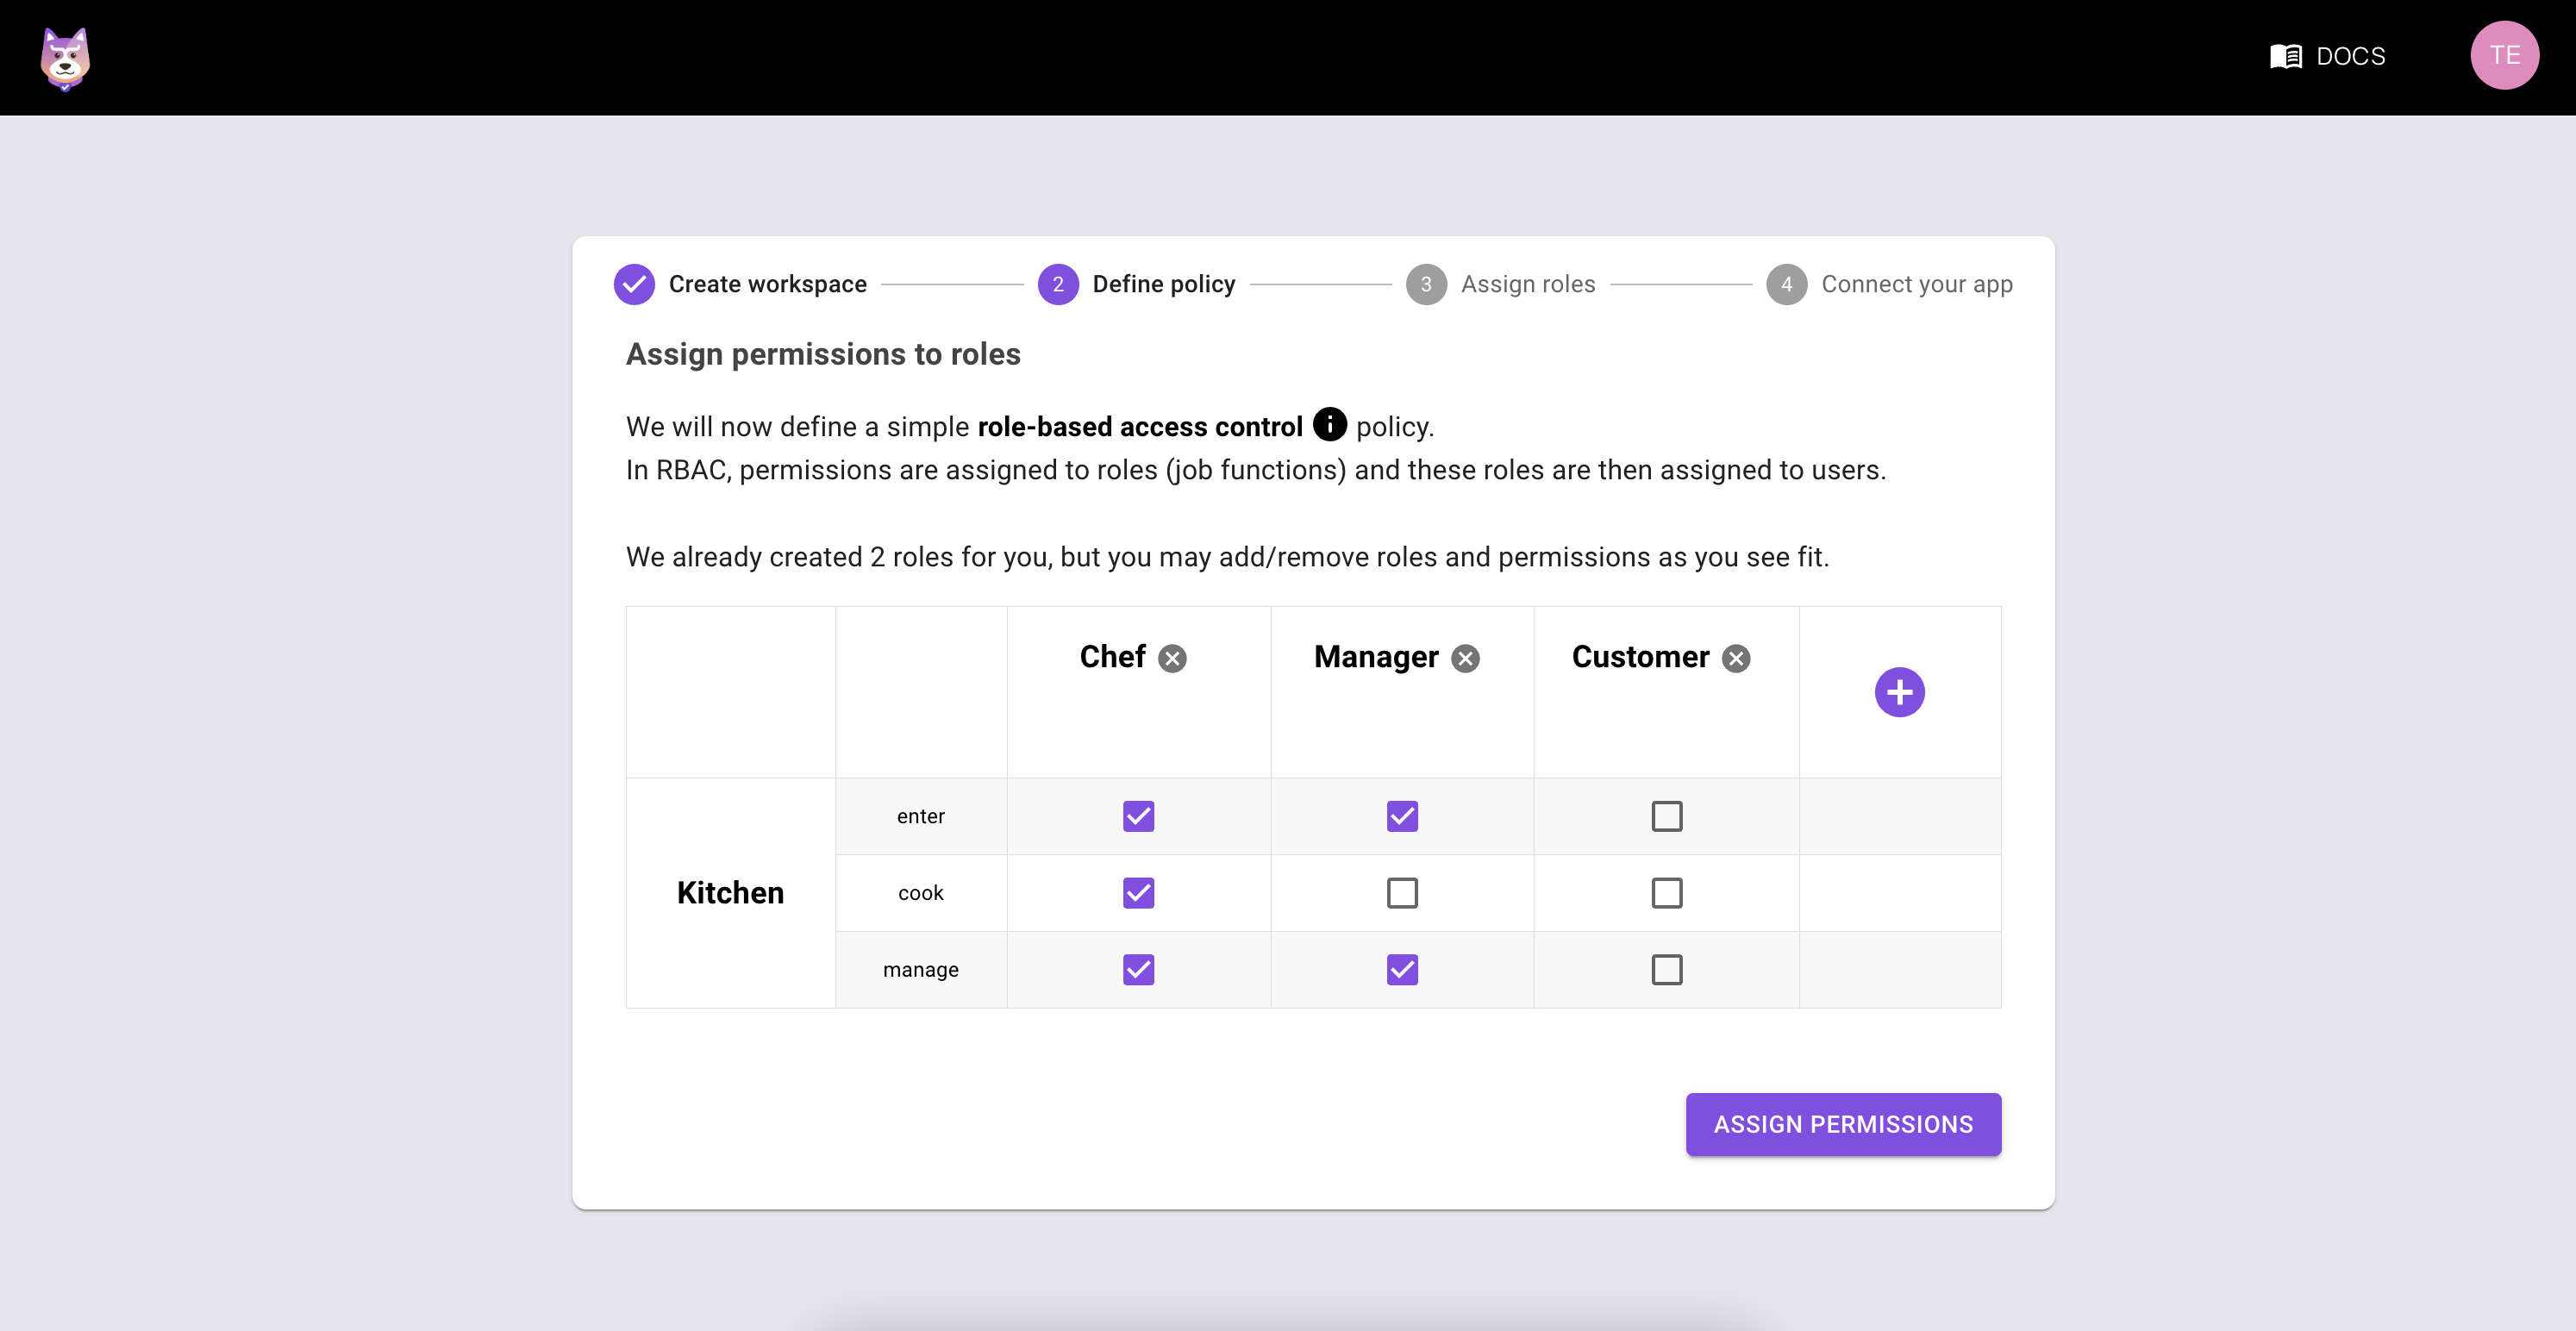 DOCS
TE
Create workspace
2 Define policy
3 Assign roles
4 Connect your app
Assign permissions to roles
We will now define a simple role-based access control i policy.
In RBAC, permissions are assigned to roles (job functions) and these roles are then assigned to users.
We already created 2 roles for you, but you may add/remove roles and permissions as you see fit.
Chef
Manager
Customer
Kitchen
enter
cook
manage
ASSIGN PERMISSIONS